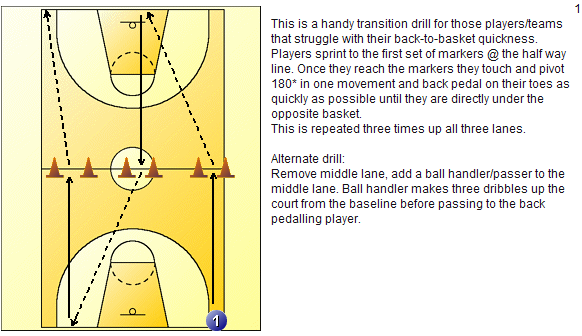 1
This is a handy transition drill for those players/teams
that struggle with their back-to-basket quickness.
Players sprint to the first set of markers @ the half way
line. Once they reach the markers they touch and pivot
180* in one movement and back pedal on their toes as
quickly as possible until they are directly under the
opposite basket.
This is repeated three times up all three lanes.
Alternate drill:
Remove middle lane, add a ball handler/passer to the
middle lane. Ball handler makes three dribbles up the
court from the baseline before passing to the back
pedalling player.
1